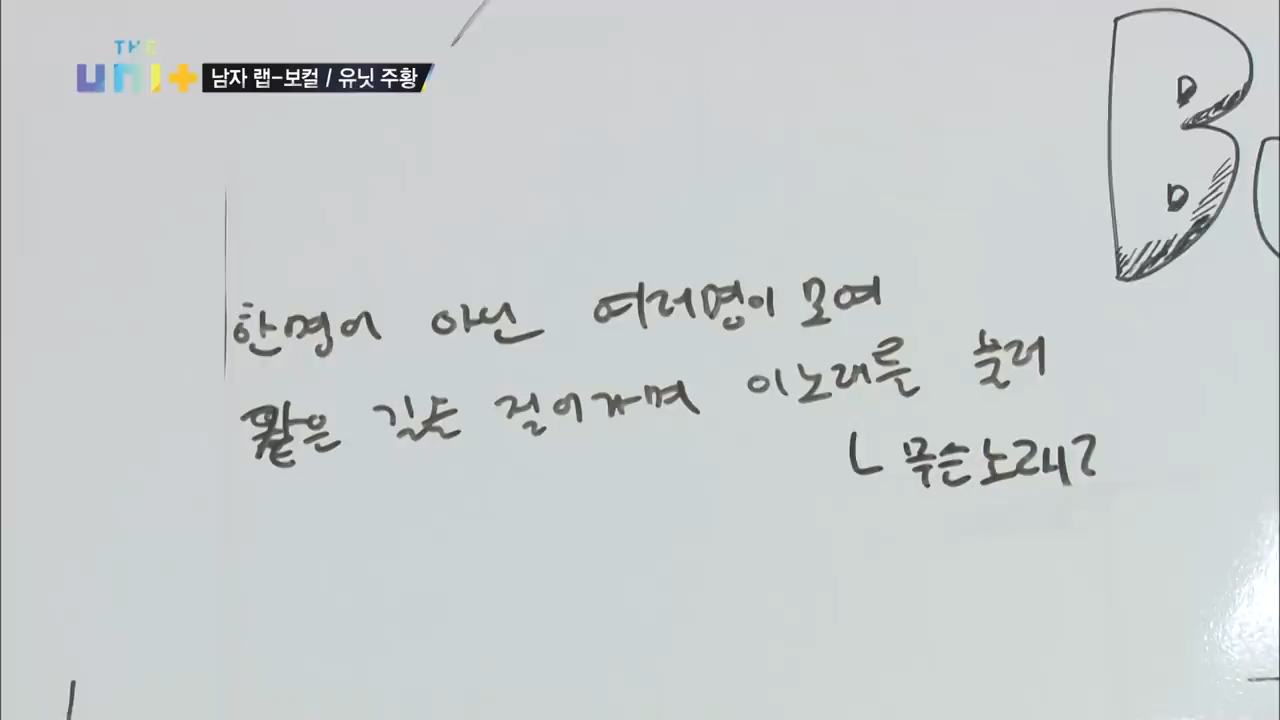 THE
UNI+ 남자 랩-보컬 / 유닛 주황
B
한명이 아닌 여러명이 모여
같은 길을 걸어가며 이노래를 불러
ㄴ 무슨노래?